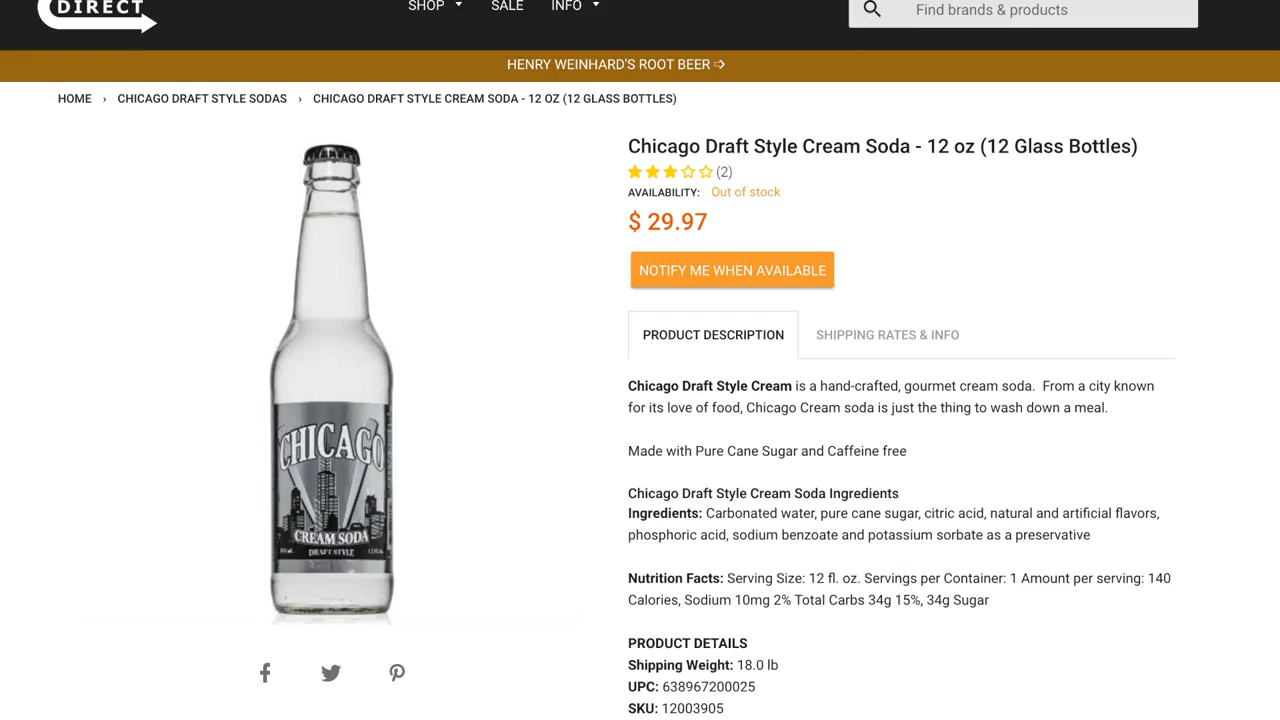 DIRECT
SHOP SALE INFO
Find brands & products
HENRY WEINHARD'S ROOT BEER ➩
HOME › CHICAGO DRAFT STYLE SODAS › CHICAGO DRAFT STYLE CREAM SODA - 12 OZ (12 GLASS BOTTLES)
CHICAGO
CREAM SODA
DRAFT STYLE
Chicago Draft Style Cream Soda - 12 oz (12 Glass Bottles)
(2)
AVAILABILITY: Out of stock
$ 29.97
NOTIFY ME WHEN AVAILABLE
PRODUCT DESCRIPTION SHIPPING RATES & INFO
Chicago Draft Style Cream is a hand-crafted, gourmet cream soda. From a city known
for its love of food, Chicago Cream soda is just the thing to wash down a meal.
Made with Pure Cane Sugar and Caffeine free
Chicago Draft Style Cream Soda Ingredients
Ingredients: Carbonated water, pure cane sugar, citric acid, natural and artificial flavors,
phosphoric acid, sodium benzoate and potassium sorbate as a preservative
Nutrition Facts: Serving Size: 12 fl. oz. Servings per Container: 1 Amount per serving: 140
Calories, Sodium 10mg 2% Total Carbs 34g 15%, 34g Sugar
PRODUCT DETAILS
Shipping Weight: 18.0 lb
UPC: 638967200025
SKU: 12003905